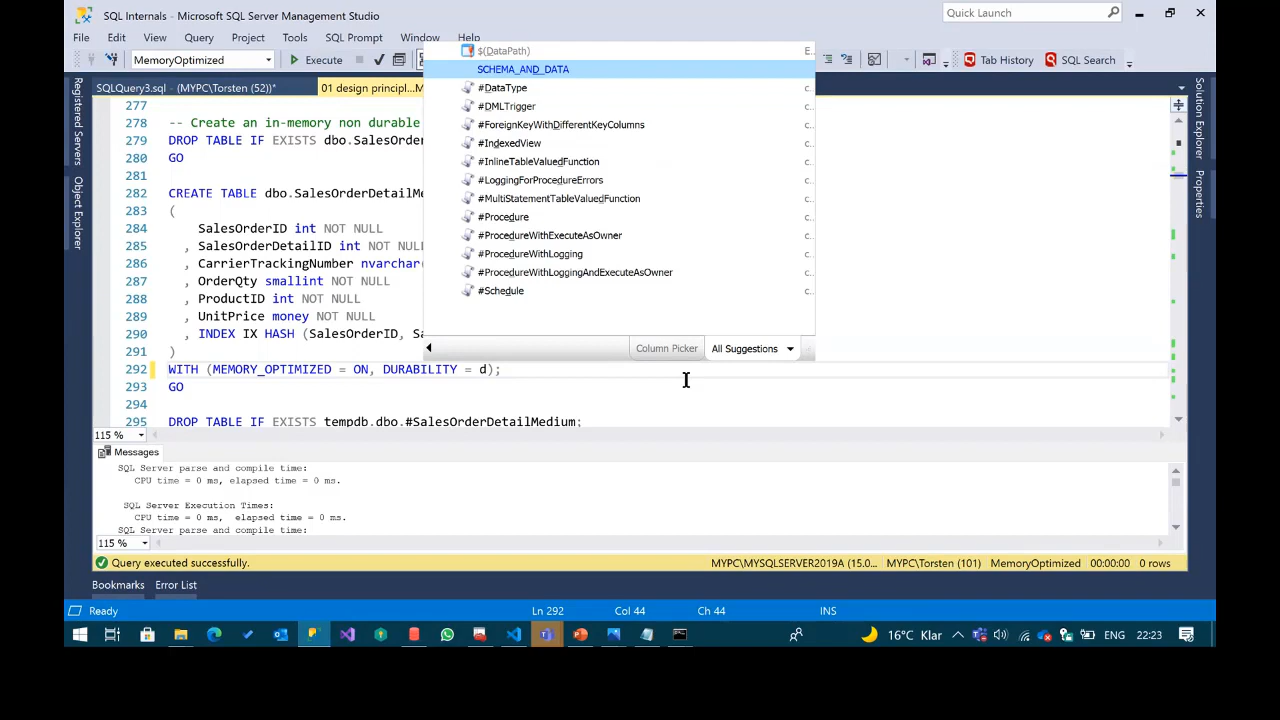 SQL Internals - Microsoft SQL Server Management Studio
Quick Launch
File Edit View Query Project Tools SQL Prompt Window Help
MemoryOptimized Execute Tab History SQL Search
SQLQuery3.sql - (MYPC\Torsten (52))* 01 design principl...
Registered Servers
Object Explorer
Solution Explorer
Properties
$(DataPath) E..
SCHEMA_AND_DATA
#DataType c..
#DMLTrigger c..
#ForeignKeyWithDifferentKeyColumns c..
#IndexedView c..
#InlineTableValuedFunction c..
#LoggingForProcedureErrors c..
#MultiStatementTableValuedFunction c..
#Procedure c..
#ProcedureWithExecuteAsOwner c..
#ProcedureWithLogging c..
#ProcedureWithLoggingAndExecuteAsOwner c..
#Schedule c..
Column Picker All Suggestions
277
278 -- Create an in-memory non durable
279 DROP TABLE IF EXISTS dbo.SalesOrder
280 GO
281
282 CREATE TABLE dbo.SalesOrderDetailMe
283 (
284 SalesOrderID int NOT NULL
285 , SalesOrderDetailID int NOT NULL
286 , CarrierTrackingNumber nvarchar(
287 , OrderQty smallint NOT NULL
288 , ProductID int NOT NULL
289 , UnitPrice money NOT NULL
290 , INDEX IX HASH (SalesOrderID, Sa
291 )
292 WITH (MEMORY_OPTIMIZED = ON, DURABILITY = d);
293 GO
294
295 DROP TABLE IF EXISTS tempdb.dbo.#SalesOrderDetailMedium;
115 %
Messages
SQL Server parse and compile time:
CPU time = 0 ms, elapsed time = 0 ms.
SQL Server Execution Times:
CPU time = 0 ms, elapsed time = 0 ms.
SQL Server parse and compile time:
115 %
Query executed successfully. MYPC\MYSQLSERVER2019A (15.0... MYPC\Torsten (101) MemoryOptimized 00:00:00 0 rows
Bookmarks Error List
Ready Ln 292 Col 44 Ch 44 INS
16°C Klar ENG 22:23